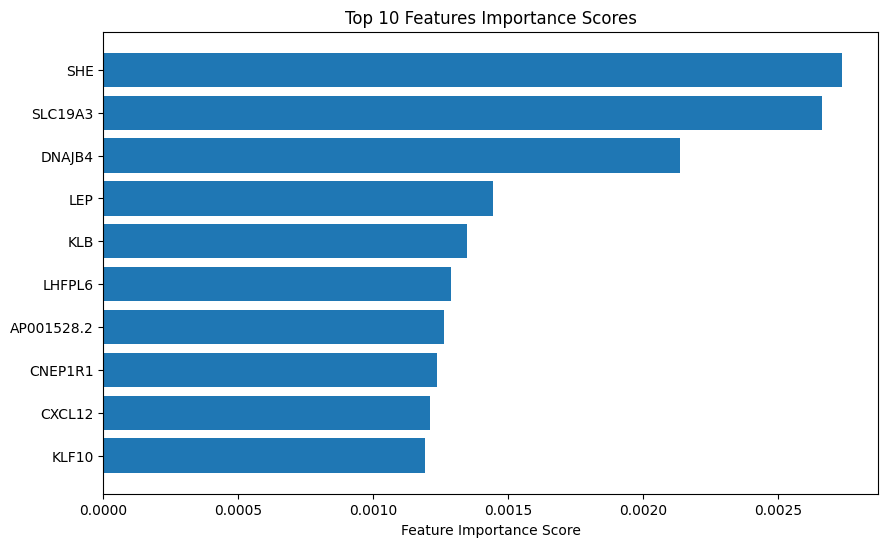 Top 10 Features Importance Scores
SHE
SLC19A3
DNAJB4
LEP
KLB
LHFPL6
AP001528.2
CNEP1R1
CXCL12
KLF10
0.0000 0.0005 0.0010 0.0015 0.0020 0.0025
Feature Importance Score